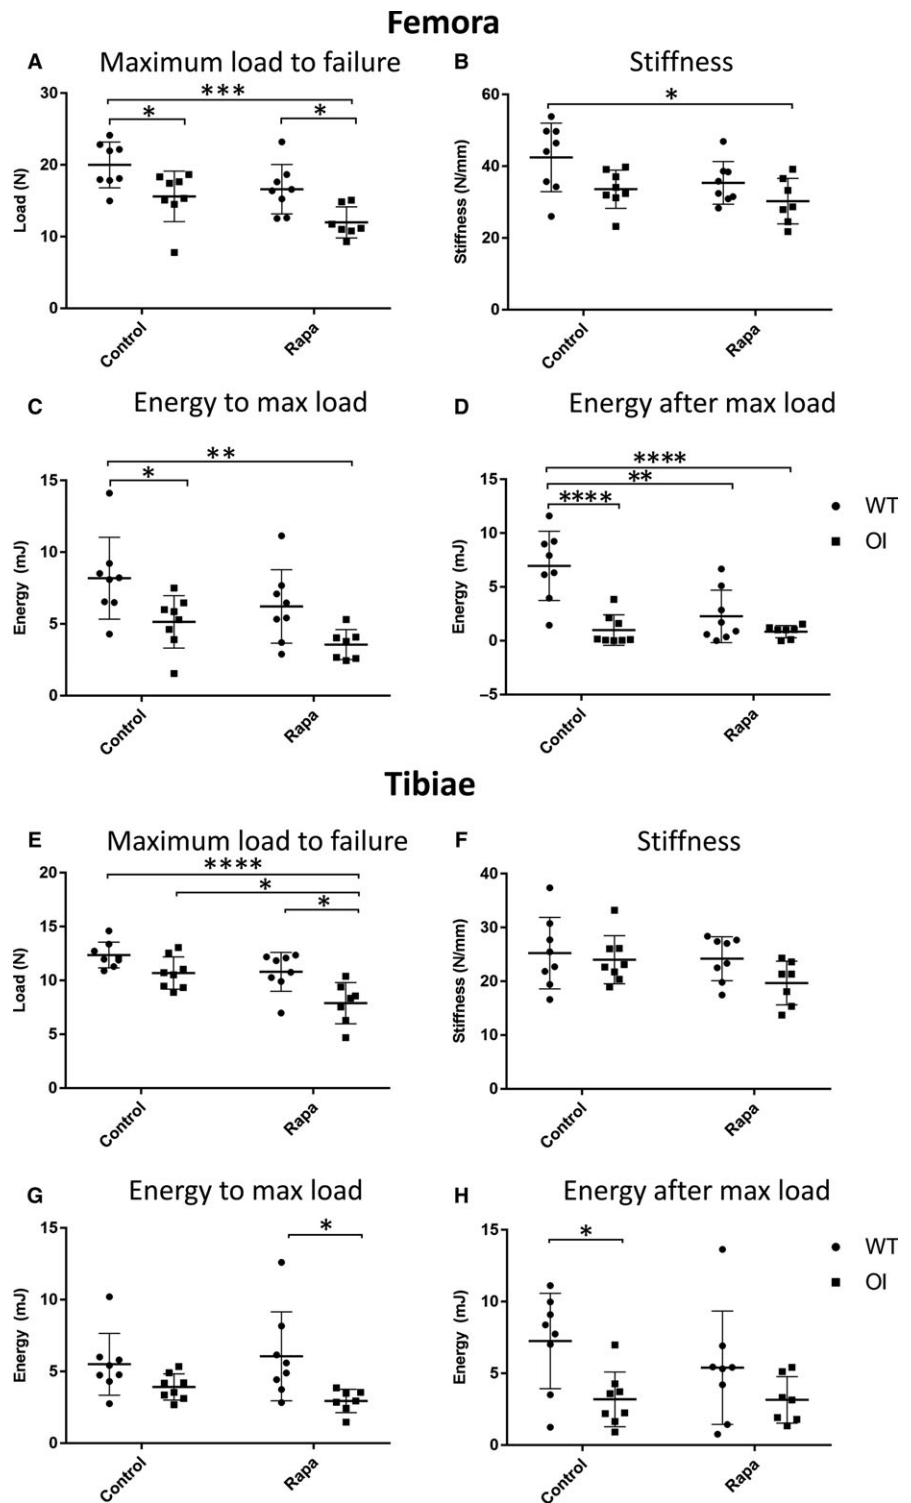 Femora
A Maximum load to failure
***
* *
30
20
10
0
Load (N)
Control Rapa
B Stiffness
*
60
40
20
0
Stiffness (N/mm)
Control Rapa
C Energy to max load
**
*
15
10
5
0
Energy (mJ)
Control Rapa
D Energy after max load
****
**
****
15
10
5
0
–5
Energy (mJ)
Control Rapa
WT
OI
Tibiae
E Maximum load to failure
****
*
*
20
15
10
5
0
Load (N)
Control Rapa
F Stiffness
40
30
20
10
0
Stiffness (N/mm)
Control Rapa
G Energy to max load
*
15
10
5
0
Energy (mJ)
Control Rapa
H Energy after max load
*
15
10
5
0
Energy (mJ)
Control Rapa
WT
OI